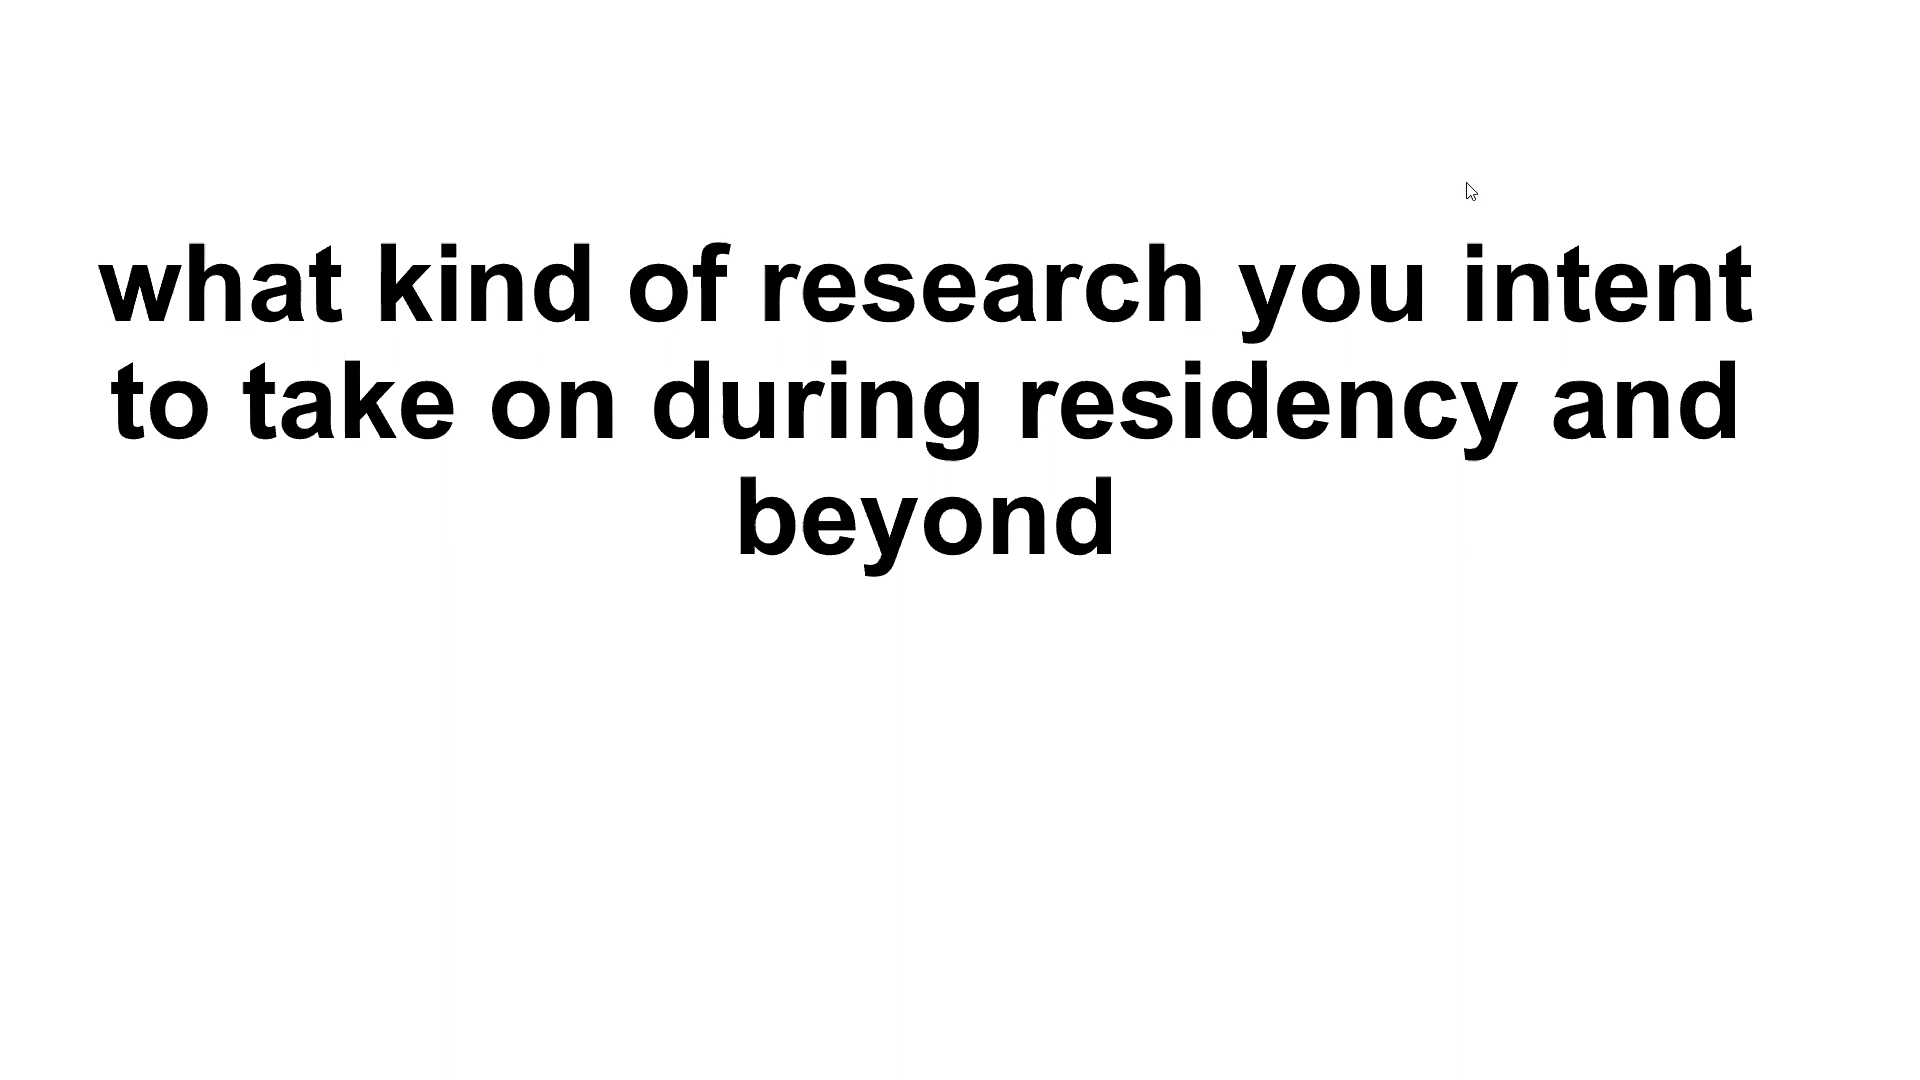 what kind of research you intent
to take on during residency and
beyond